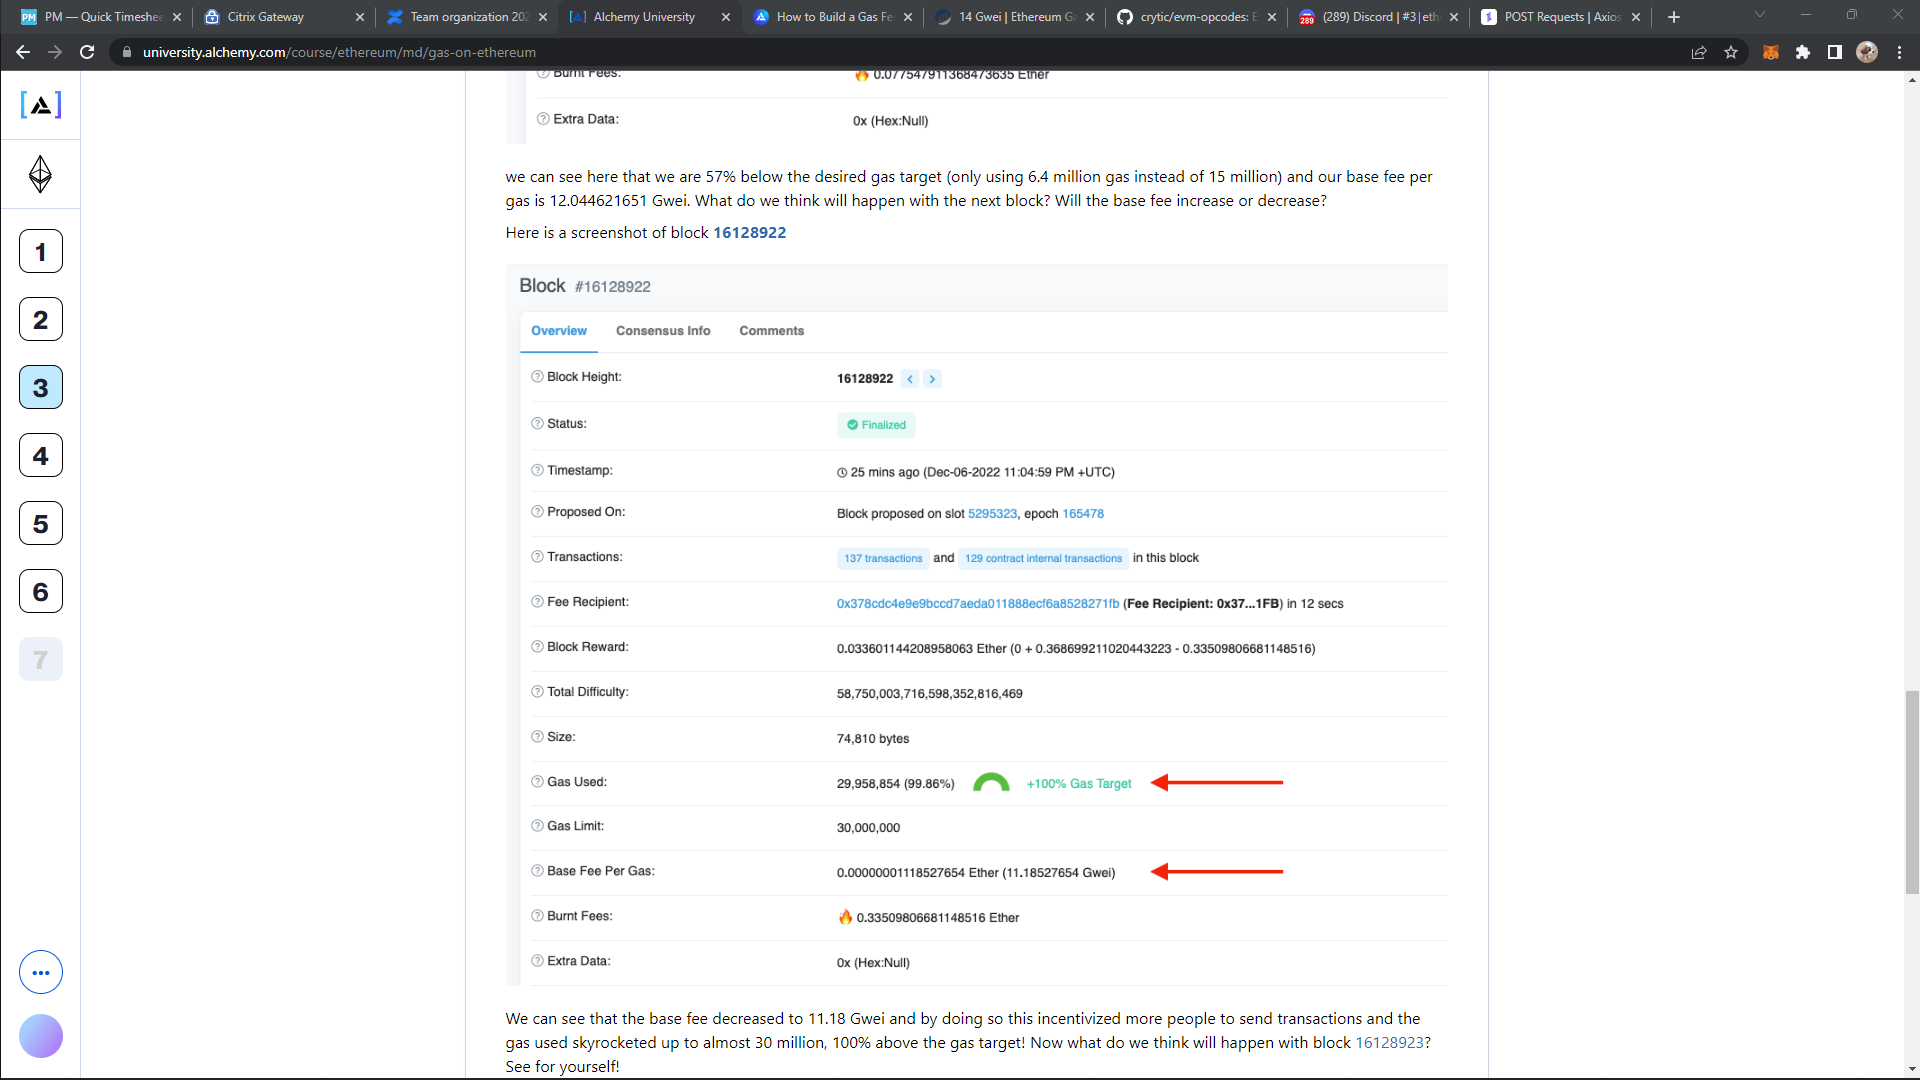 PM — Quick Timeshee
Citrix Gateway
Team organization 202
Alchemy University
How to Build a Gas Fe
14 Gwei | Ethereum Ga
crytic/evm-opcodes: E
(289) Discord | #3 | eth
POST Requests | Axios
university.alchemy.com/course/ethereum/md/gas-on-ethereum
Burnt Fees: 0.077547911368473635 Ether
Extra Data: 0x (Hex:Null)
we can see here that we are 57% below the desired gas target (only using 6.4 million gas instead of 15 million) and our base fee per
gas is 12.044621651 Gwei. What do we think will happen with the next block? Will the base fee increase or decrease?
Here is a screenshot of block 16128922
Block #16128922
Overview Consensus Info Comments
Block Height: 16128922
Status: Finalized
Timestamp: 25 mins ago (Dec-06-2022 11:04:59 PM +UTC)
Proposed On: Block proposed on slot 5295323, epoch 165478
Transactions: 137 transactions and 129 contract internal transactions in this block
Fee Recipient: 0x378cdc4e9e9bccd7aeda011888ecf6a8528271fb (Fee Recipient: 0x37...1FB) in 12 secs
Block Reward: 0.033601144208958063 Ether (0 + 0.368699211020443223 - 0.33509806681148516)
Total Difficulty: 58,750,003,716,598,352,816,469
Size: 74,810 bytes
Gas Used: 29,958,854 (99.86%) +100% Gas Target
Gas Limit: 30,000,000
Base Fee Per Gas: 0.00000001118527654 Ether (11.18527654 Gwei)
Burnt Fees: 0.33509806681148516 Ether
Extra Data: 0x (Hex:Null)
We can see that the base fee decreased to 11.18 Gwei and by doing so this incentivized more people to send transactions and the
gas used skyrocketed up to almost 30 million, 100% above the gas target! Now what do we think will happen with block 16128923?
See for yourself!
1
2
3
4
5
6
7